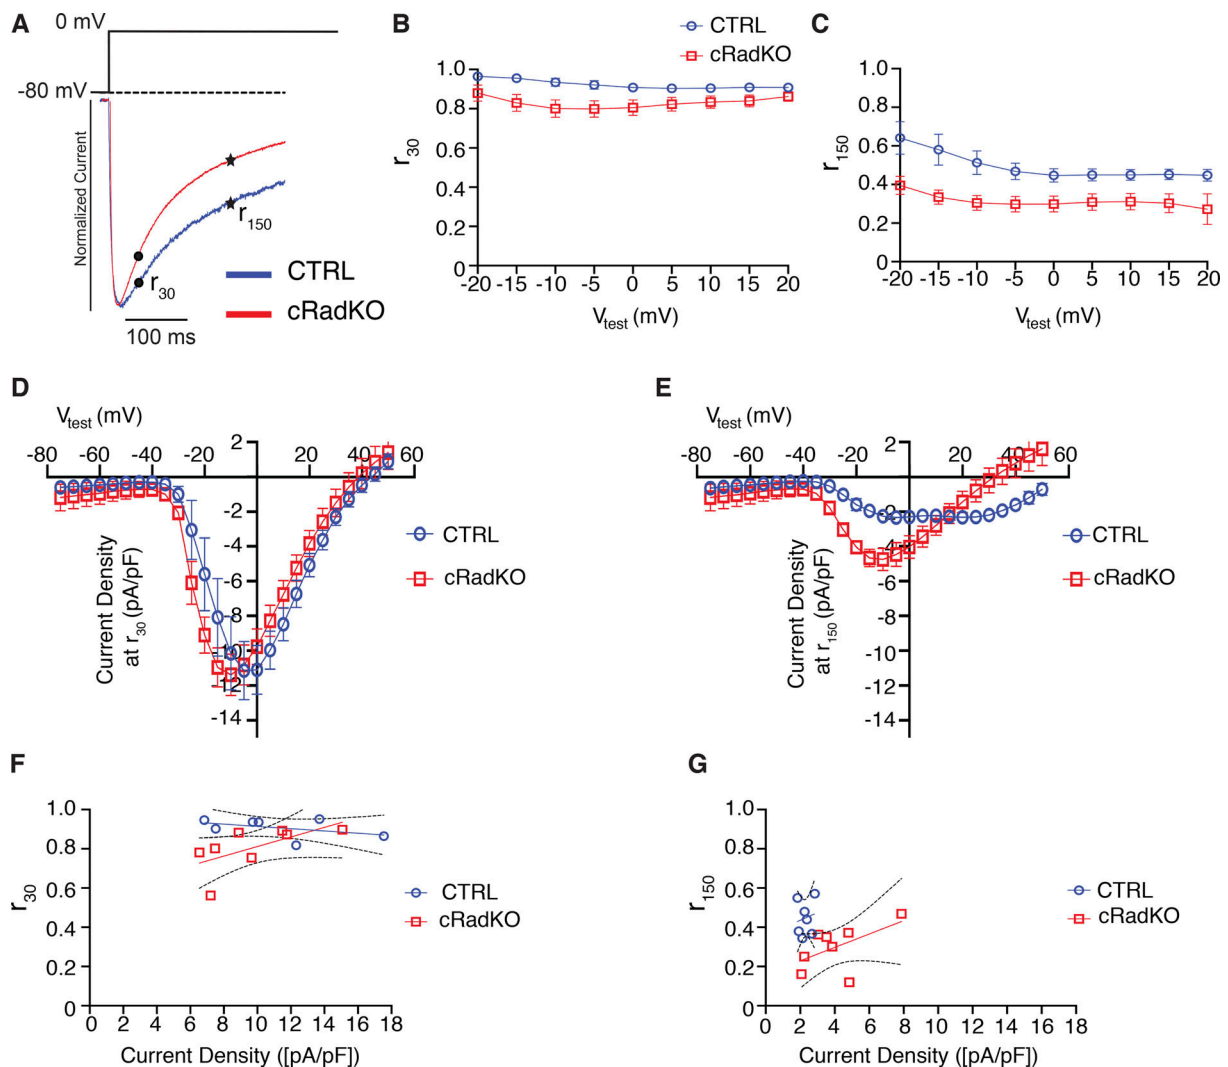 A
0 mV
-80 mV
Normalized Current
r30
r150
CTRL
cRadKO
100 ms
B
CTRL
cRadKO
1.0
0.8
0.6
0.4
0.2
0
r30
-20 -15 -10 -5 0 5 10 15 20
Vtest (mV)
C
1.0
0.8
0.6
0.4
0.2
0
r150
-20 -15 -10 -5 0 5 10 15 20
Vtest (mV)
D
Vtest (mV)
-80 -60 -40 -20 20 40 60
2
-2
-4
-6
-8
-10
-12
-14
Current Density
at r30 (pA/pF)
CTRL
cRadKO
E
Vtest (mV)
-80 -60 -40 -20 20 40 60
2
-2
-4
-6
-8
-10
-12
-14
Current Density
at r150 (pA/pF)
CTRL
cRadKO
F
1.0
0.8
0.6
0.4
0.2
0
r30
0 2 4 6 8 10 12 14 16 18
Current Density ([pA/pF])
CTRL
cRadKO
G
1.0
0.8
0.6
0.4
0.2
0
r150
0 2 4 6 8 10 12 14 16 18
Current Density ([pA/pF])
CTRL
cRadKO